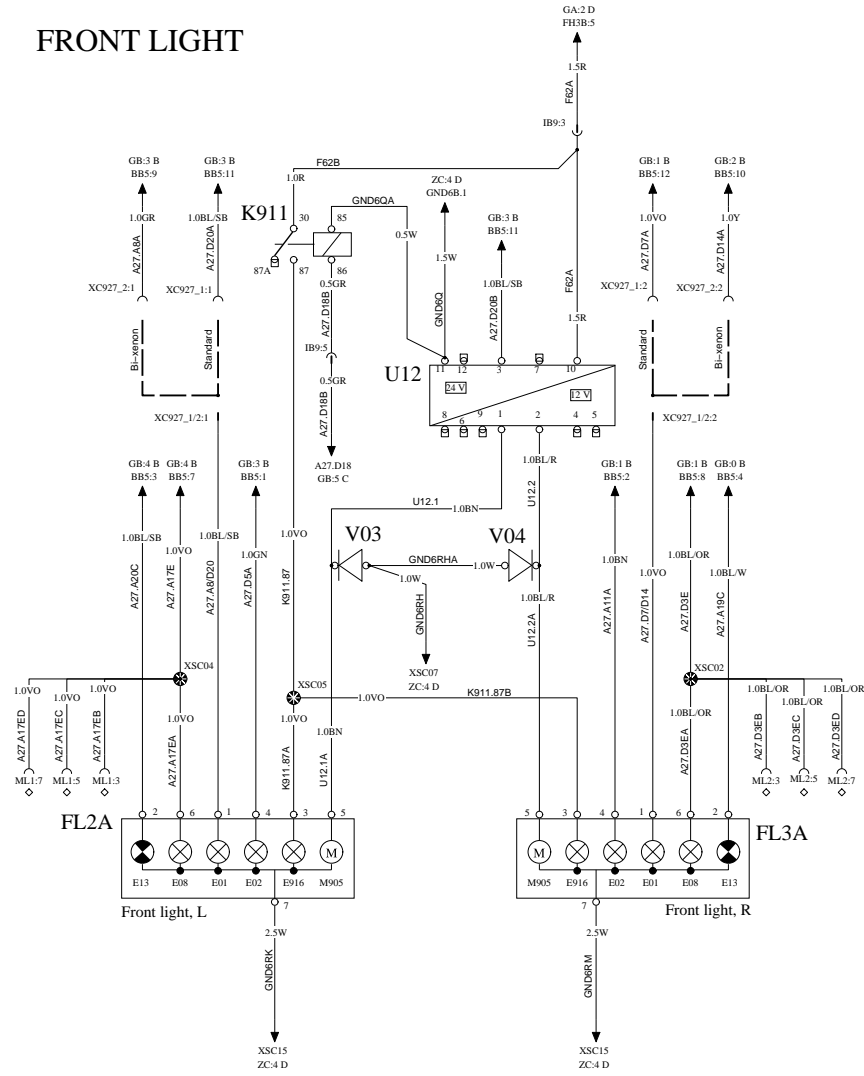 FRONT LIGHT
GA:2 D
FH3B:5
1.5R
F62A
IB9:3
GB:3 B
BB5:9
GB:3 B
BB5:11
F62B
ZC:4 D
GND6B.1
GB:1 B
BB5:12
GB:2 B
BB5:10
1.0R
K911
30
85
GND6QA
GB:3 B
BB5:11
1.0GR
1.0BL/SB
0.5W
1.0VO
1.0Y
A27.A8A
A27.D20A
87A
87
86
1.5W
A27.D7A
A27.D14A
0.5GR
1.0BL/SB
F62A
XC927_2:1
XC927_1:1
A27.D18B
GND6Q
A27.D20B
XC927_1:2
XC927_2:2
1.5R
Bi-xenon
Standard
IB9:5
Standard
Bi-xenon
U12
11
12
3
7
10
0.5GR
24 V
12 V
A27.D18B
8
6
9
1
2
4
5
XC927_1/2:1
XC927_1/2:2
GB:4 B
BB5:3
GB:4 B
BB5:7
GB:3 B
BB5:1
A27.D18
GB:5 C
1.0BL/R
GB:1 B
BB5:2
GB:1 B
BB5:8
GB:0 B
BB5:4
U12.1
1.0BN
U12.2
1.0BL/SB
1.0VO
1.0BL/SB
1.0GN
1.0VO
V03
V04
1.0BN
1.0VO
1.0BL/OR
1.0BL/W
GND6RHA
1.0W
1.0W
A27.A20C
A27.A17E
A27.A8/D20
A27.D5A
K911.87
GND6RH
1.0BL/R
U12.2A
A27.A11A
A27.D7/D14
A27.D3E
A27.A19C
XSC04
XSC07
ZC:4 D
XSC02
1.0VO
1.0VO
1.0VO
XSC05
1.0VO
K911.87B
1.0BL/OR
1.0BL/OR
1.0BL/OR
1.0VO
1.0VO
1.0BL/OR
1.0BN
A27.A17ED
A27.A17EC
A27.A17EB
A27.A17EA
K911.87A
U12.1A
A27.D3EA
A27.D3EB
A27.D3EC
A27.D3ED
ML1:7
ML1:5
ML1:3
ML2:3
ML2:5
ML2:7
FL2A
2
6
1
4
3
5
5
3
4
1
6
2
FL3A
M
M
E13
E08
E01
E02
E916
M905
M905
E916
E02
E01
E08
E13
Front light, L
7
7
Front light, R
2.5W
2.5W
GND6RK
GND6RM
XSC15
ZC:4 D
XSC15
ZC:4 D